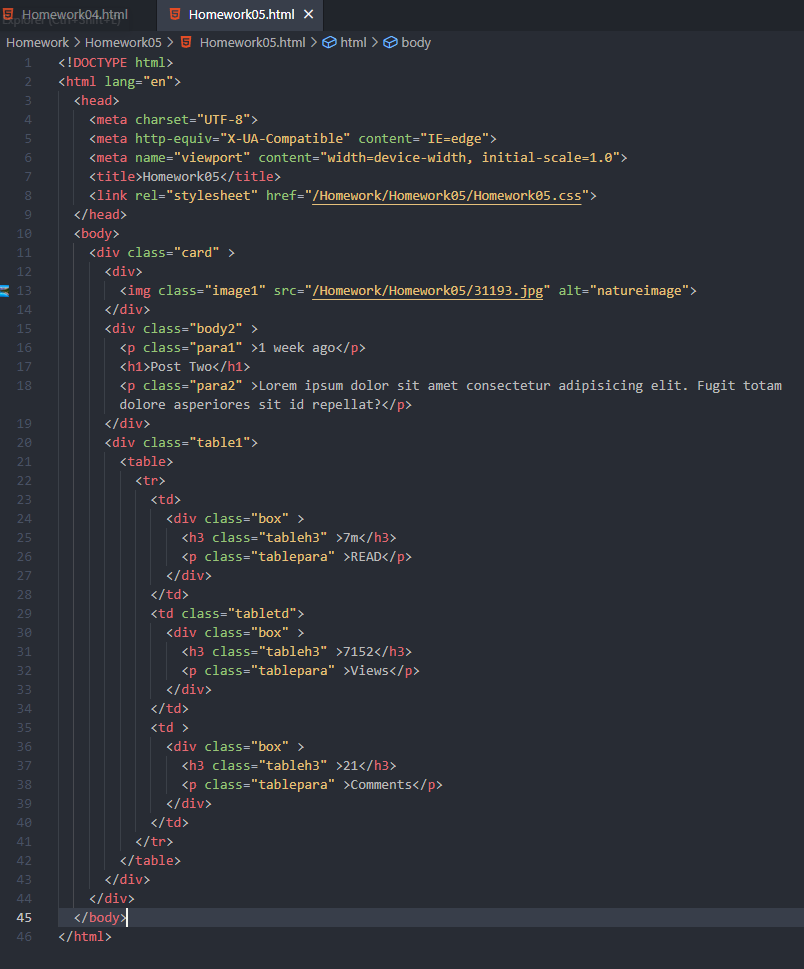 Homework04.html
Explorer (Ctrl+Shift+E)
Homework05.html ×
Homework > Homework05 > Homework05.html > html > body
1 <!DOCTYPE html>
2 <html lang="en">
3 <head>
4 <meta charset="UTF-8">
5 <meta http-equiv="X-UA-Compatible" content="IE=edge">
6 <meta name="viewport" content="width=device-width, initial-scale=1.0">
7 <title>Homework05</title>
8 <link rel="stylesheet" href="/Homework/Homework05/Homework05.css">
9 </head>
10 <body>
11 <div class="card" >
12 <div>
13 <img class="image1" src="/Homework/Homework05/31193.jpg" alt="natureimage">
14 </div>
15 <div class="body2" >
16 <p class="para1" >1 week ago</p>
17 <h1>Post Two</h1>
18 <p class="para2" >Lorem ipsum dolor sit amet consectetur adipisicing elit. Fugit totam
dolore asperiores sit id repellat?</p>
19 </div>
20 <div class="table1">
21 <table>
22 <tr>
23 <td>
24 <div class="box" >
25 <h3 class="tableh3" >7m</h3>
26 <p class="tablepara" >READ</p>
27 </div>
28 </td>
29 <td class="tabletd">
30 <div class="box" >
31 <h3 class="tableh3" >7152</h3>
32 <p class="tablepara" >Views</p>
33 </div>
34 </td>
35 <td >
36 <div class="box" >
37 <h3 class="tableh3" >21</h3>
38 <p class="tablepara" >Comments</p>
39 </div>
40 </td>
41 </tr>
42 </table>
43 </div>
44 </div>
45 </body>
46 </html>